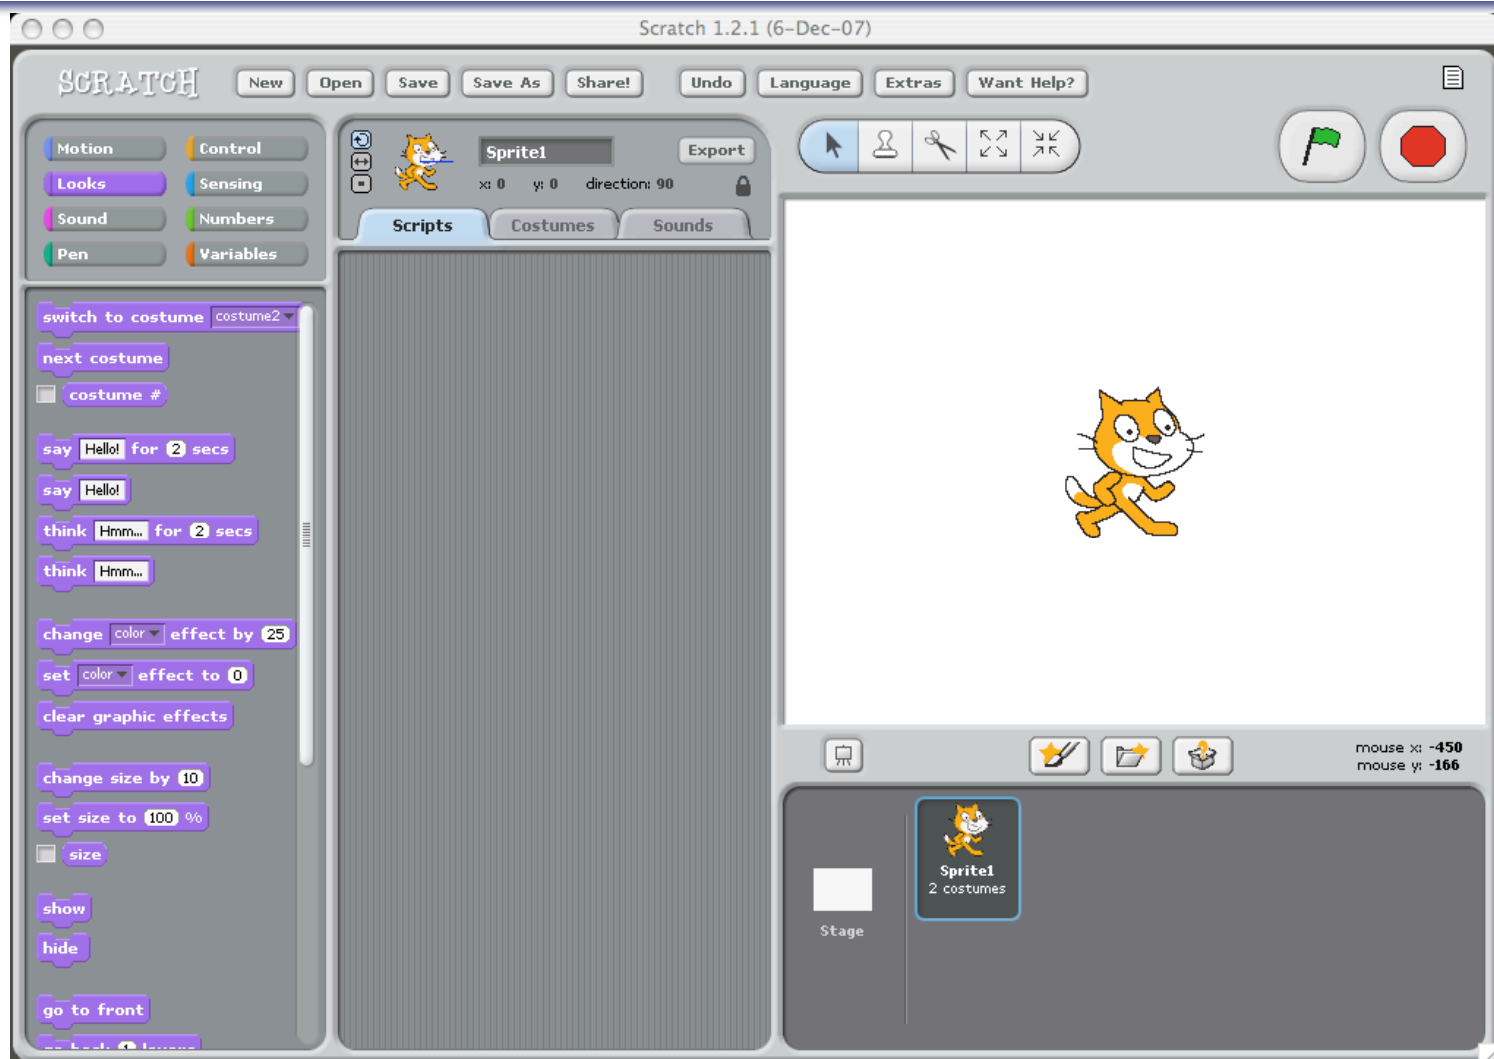 Scratch 1.2.1 (6-Dec-07)
SCRATCH New Open Save Save As Share! Undo Language Extras Want Help?
Motion Control
Looks Sensing
Sound Numbers
Pen Variables
switch to costume costume2
next costume
costume #
say Hello! for 2 secs
say Hello!
think Hmm... for 2 secs
think Hmm...
change color effect by 25
set color effect to 0
clear graphic effects
change size by 10
set size to 100 %
size
show
hide
go to front
go back 1 layers
Sprite1 Export
x: 0 y: 0 direction: 90
Scripts Costumes Sounds
mouse x: -450
mouse y: -166
Stage
Sprite1
2 costumes